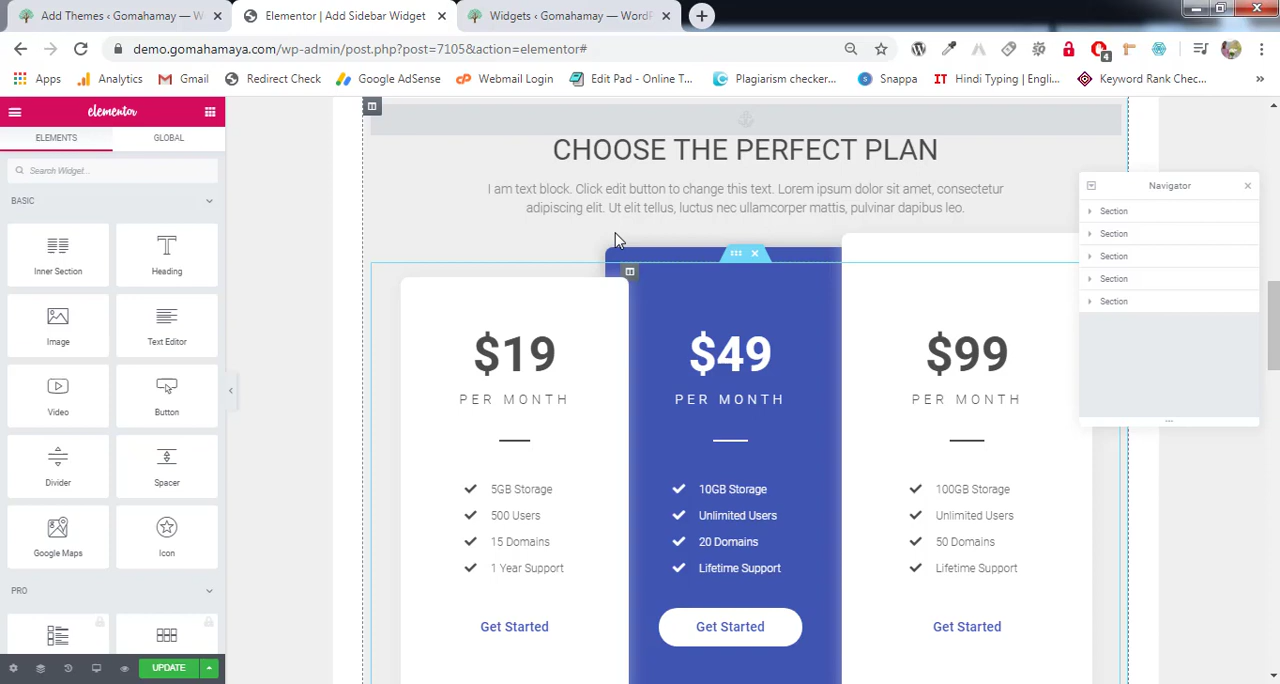 Add Themes ‹ Gomahamay — W
Elementor | Add Sidebar Widget
Widgets ‹ Gomahamay — WordPr
demo.gomahamaya.com/wp-admin/post.php?post=7105&action=elementor#
4
Apps
Analytics
Gmail
Redirect Check
Google AdSense
Webmail Login
Edit Pad - Online T...
Plagiarism checker...
Snappa
IT Hindi Typing | Engli...
Keyword Rank Chec...
»
elementor
ELEMENTS
GLOBAL
Search Widget...
BASIC
Inner Section
Heading
Image
Text Editor
Video
Button
Divider
Spacer
Google Maps
Icon
PRO
UPDATE
CHOOSE THE PERFECT PLAN
I am text block. Click edit button to change this text. Lorem ipsum dolor sit amet, consectetur
adipiscing elit. Ut elit tellus, luctus nec ullamcorper mattis, pulvinar dapibus leo.
$19
PER MONTH
5GB Storage
500 Users
15 Domains
1 Year Support
Get Started
$49
PER MONTH
10GB Storage
Unlimited Users
20 Domains
Lifetime Support
Get Started
$99
PER MONTH
100GB Storage
Unlimited Users
50 Domains
Lifetime Support
Get Started
Navigator
Section
Section
Section
Section
Section